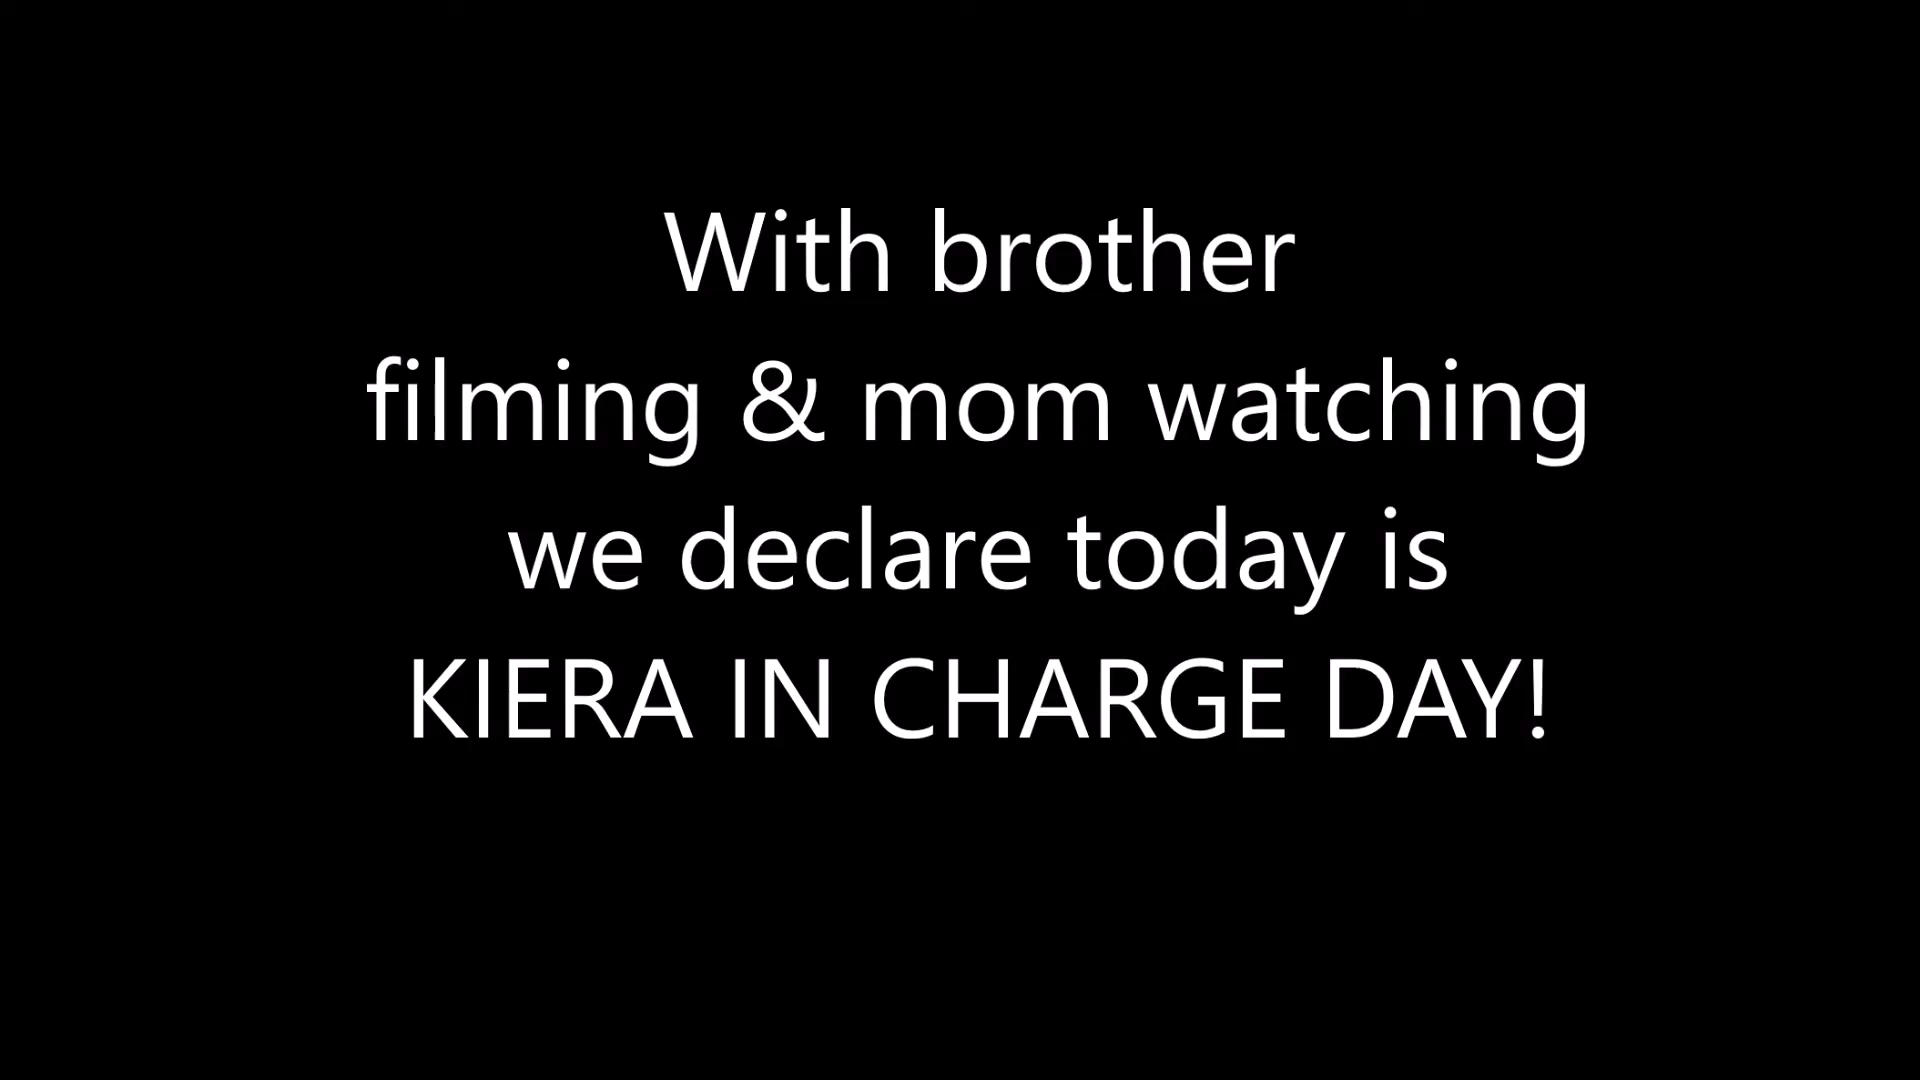 With brother
filming & mom watching
we declare today is
KIERA IN CHARGE DAY!